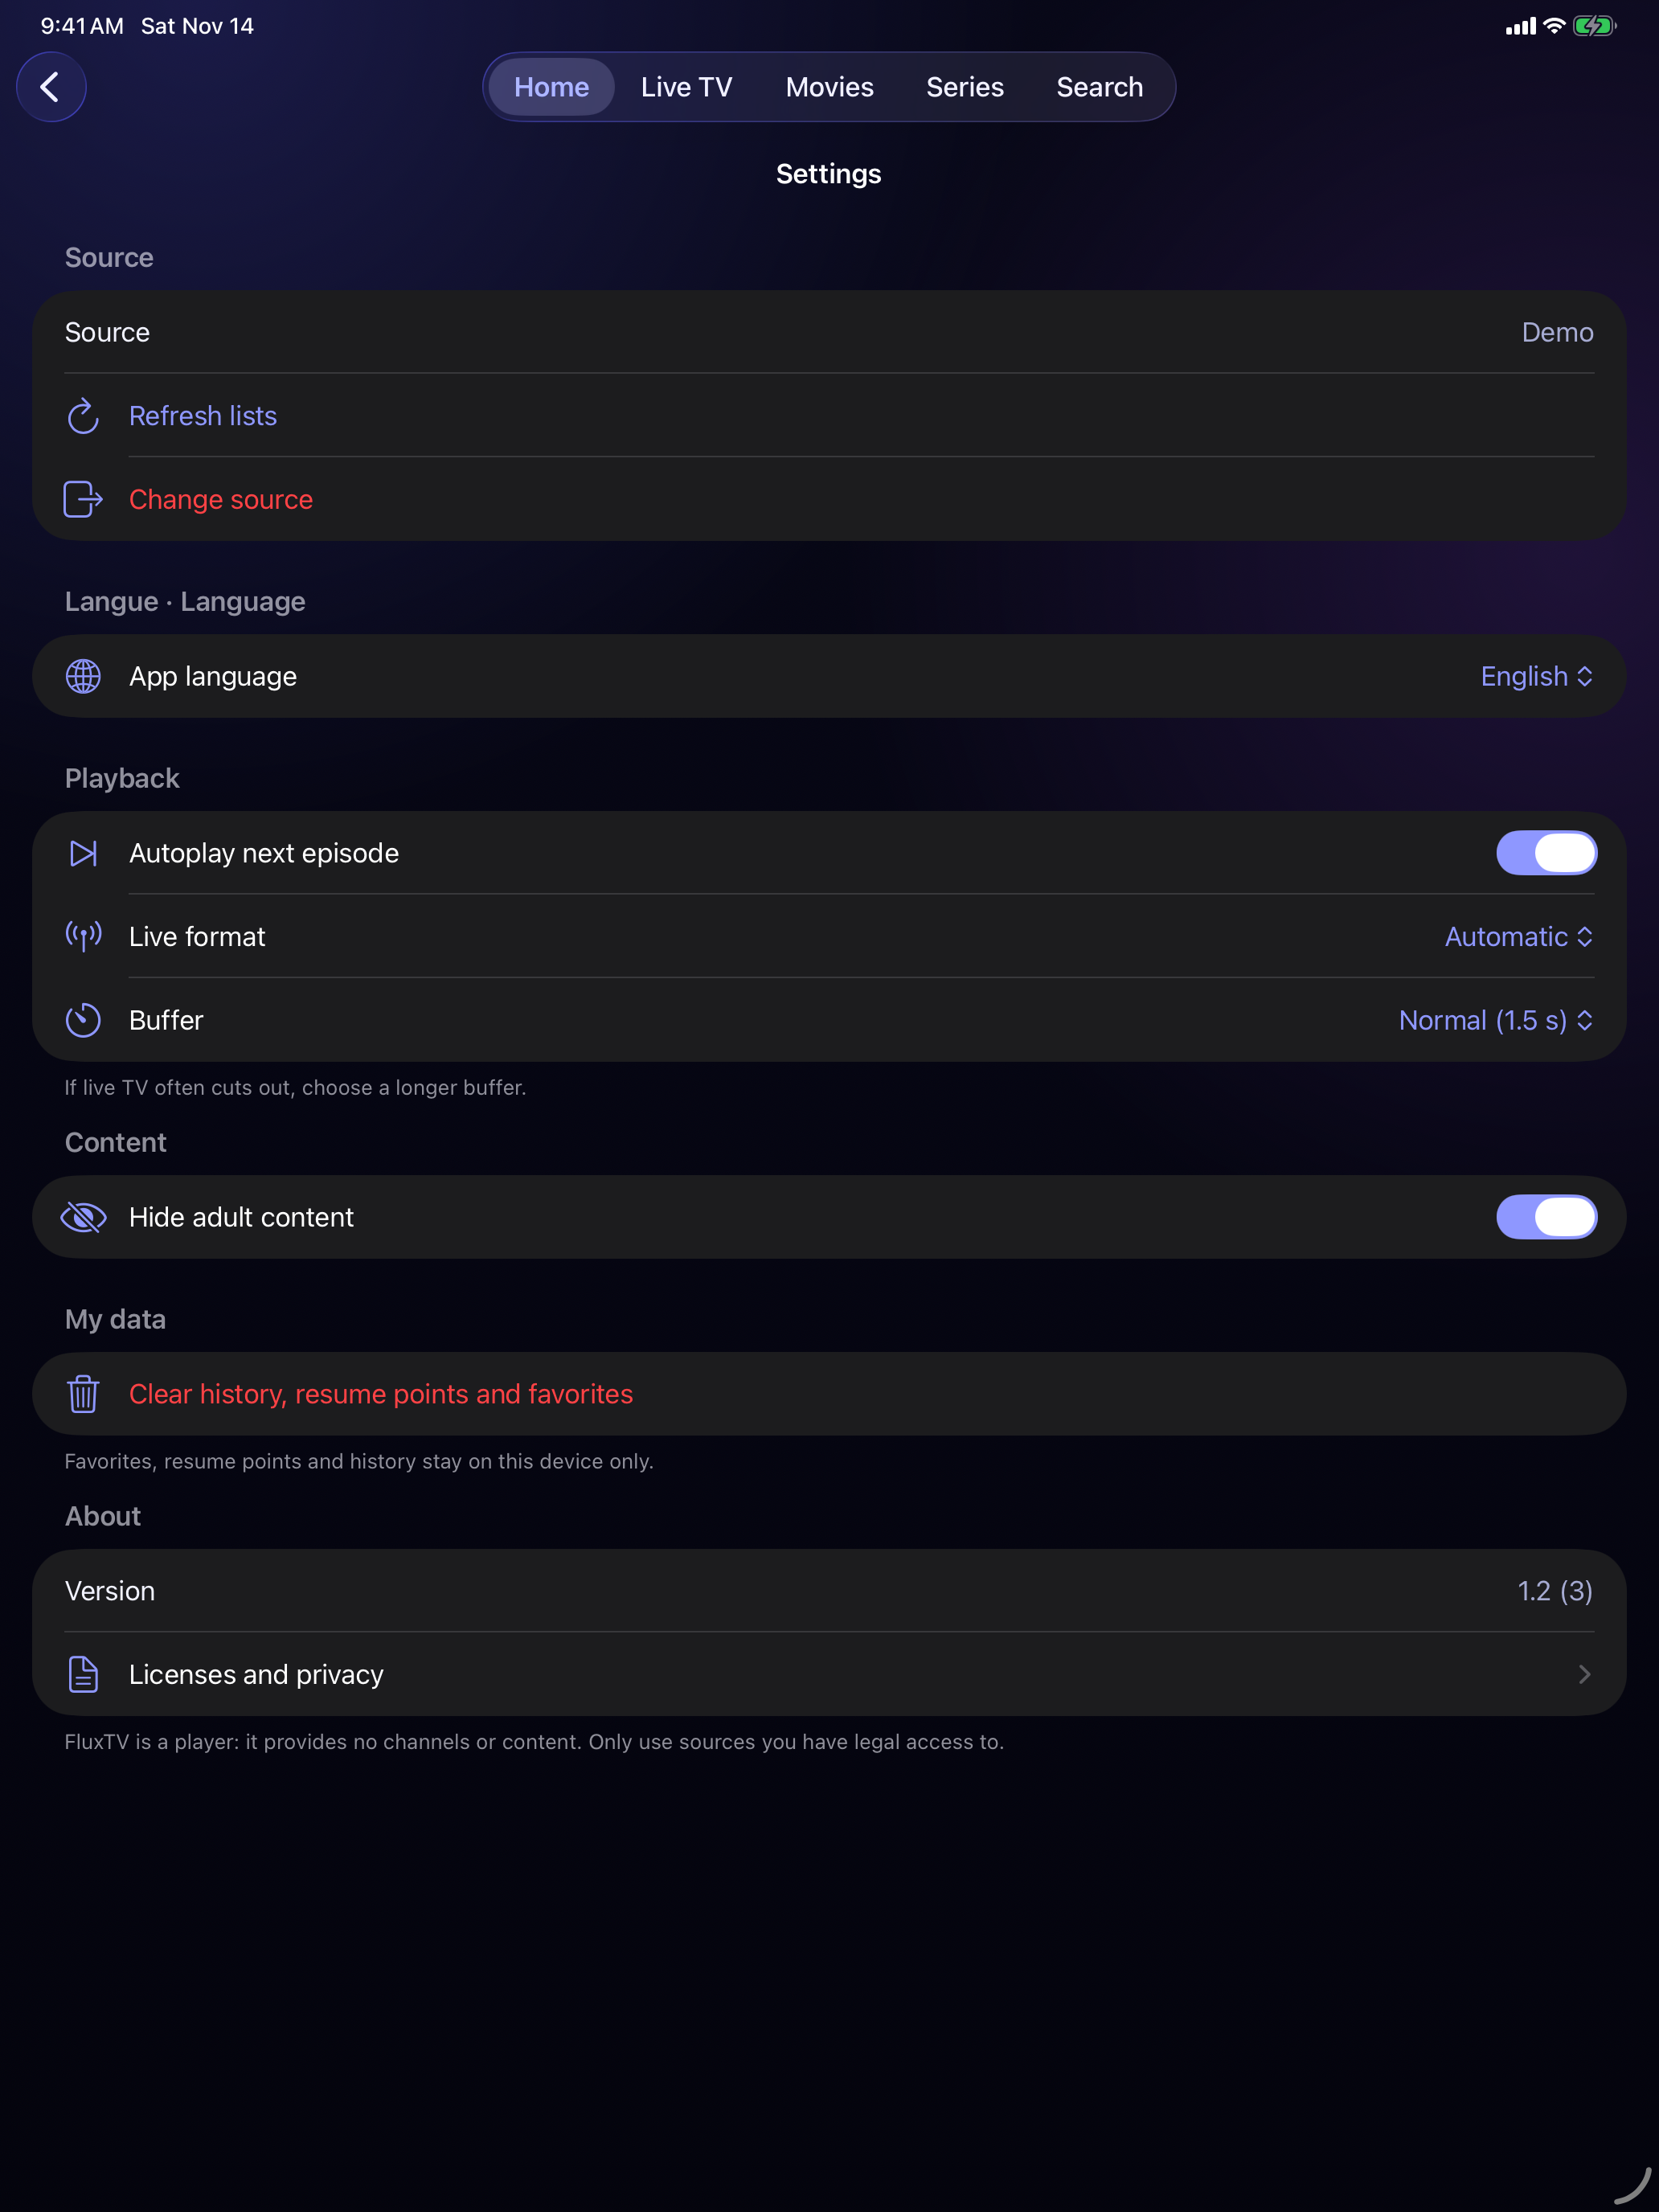 9:41 AM Sat Nov 14
Home Live TV Movies Series Search
Settings
Source
Source Demo
Refresh lists
Change source
Langue · Language
App language English
Playback
Autoplay next episode
Live format Automatic
Buffer Normal (1.5 s)
If live TV often cuts out, choose a longer buffer.
Content
Hide adult content
My data
Clear history, resume points and favorites
Favorites, resume points and history stay on this device only.
About
Version 1.2 (3)
Licenses and privacy
FluxTV is a player: it provides no channels or content. Only use sources you have legal access to.